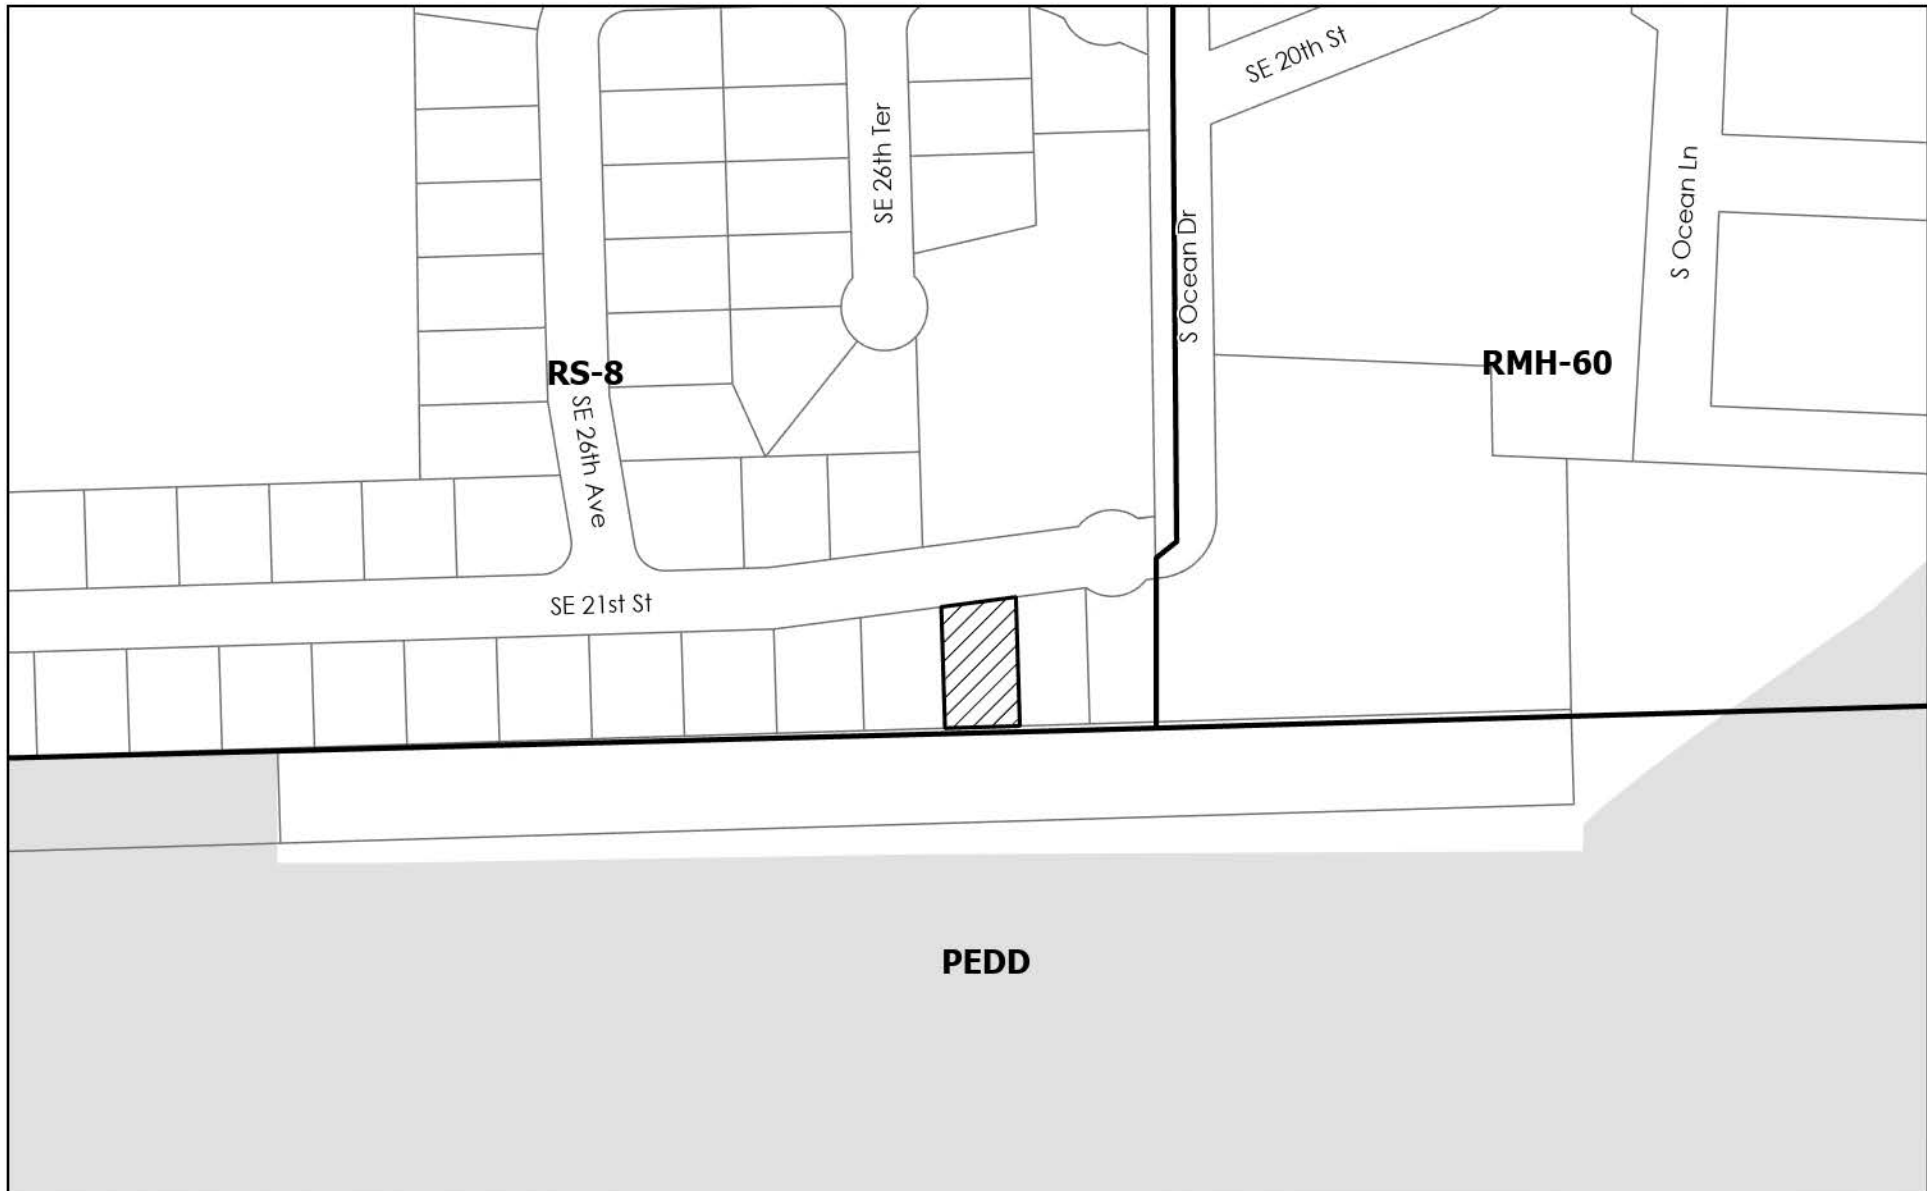 SE 20th St
SE 26th Ter
S Ocean Ln
S Ocean Dr
RMH-60
RS-8
SE 26th Ave
SE 21st St
PEDD